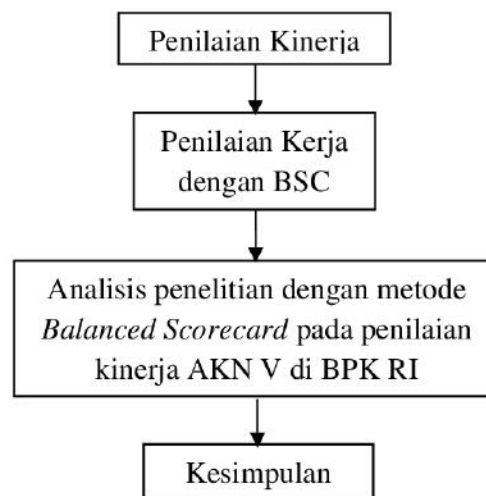 Penilaian Kinerja
Penilaian Kerja
dengan BSC
Analisis penelitian dengan metode
Balanced Scorecard pada penilaian
kinerja AKN V di BPK RI
Kesimpulan